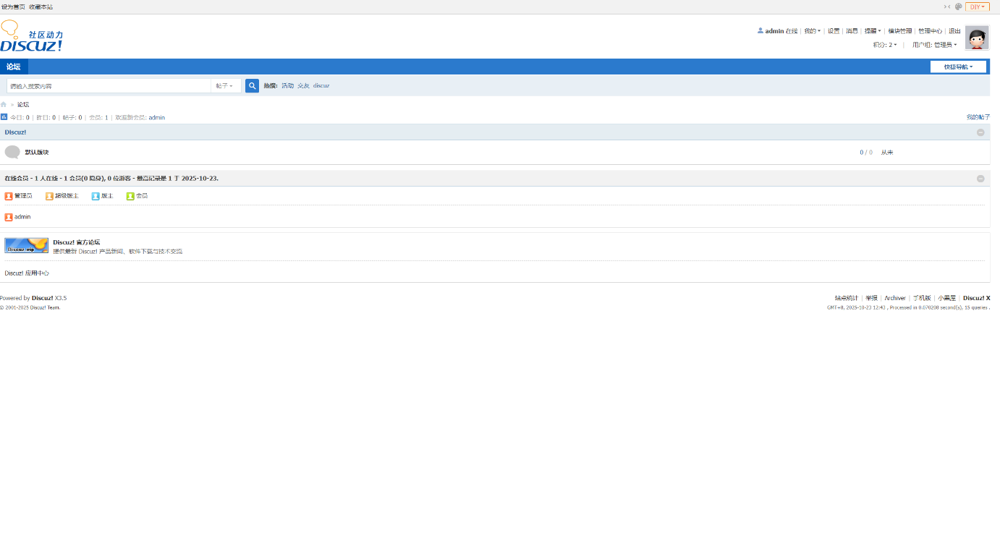 设为首页 收藏本站 DIY
社区动力
DISCUZ!
admin 在线 | 我的 | 设置 | 消息 | 提醒 | 模块管理 | 管理中心 | 退出
积分: 2 | 用户组: 管理员
论坛 快捷导航
请输入搜索内容 帖子 热搜: 活动 交友 discuz
> 论坛
今日: 0 | 昨日: 0 | 帖子: 0 | 会员: 1 | 欢迎新会员: admin 我的帖子
Discuz!
默认版块 0 / 0 从未
在线会员 - 1 人在线 - 1 会员(0 隐身), 0 位游客 - 最高记录是 1 于 2025-10-23.
管理员 超级版主 版主 会员
admin
Discuz! 官方论坛
提供最新 Discuz! 产品新闻、软件下载与技术交流
Discuz! 应用中心
Powered by Discuz! X3.5 站点统计 | 举报 | Archiver | 手机版 | 小黑屋 | Discuz! X
© 2001-2025 Discuz! Team. GMT+8, 2025-10-23 12:43 , Processed in 0.070208 second(s), 15 queries .